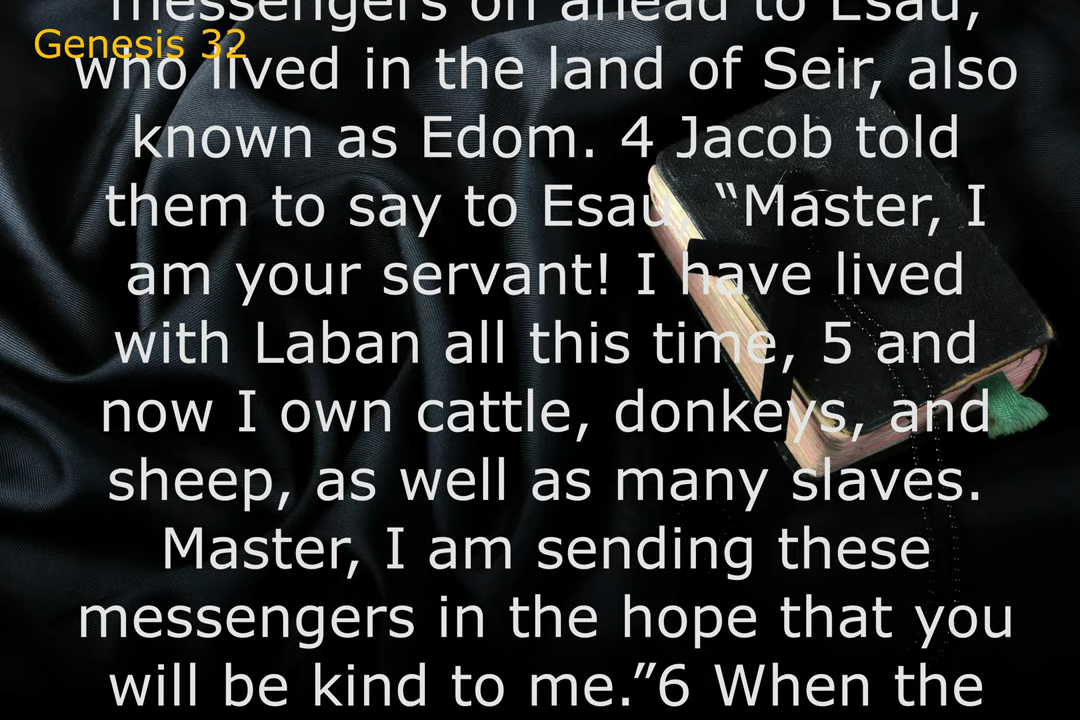 messengers on ahead to Esau,
Genesis 32
who lived in the land of Seir, also
known as Edom. 4 Jacob told
them to say to Esau, “Master, I
am your servant! I have lived
with Laban all this time, 5 and
now I own cattle, donkeys, and
sheep, as well as many slaves.
Master, I am sending these
messengers in the hope that you
will be kind to me.”6 When the